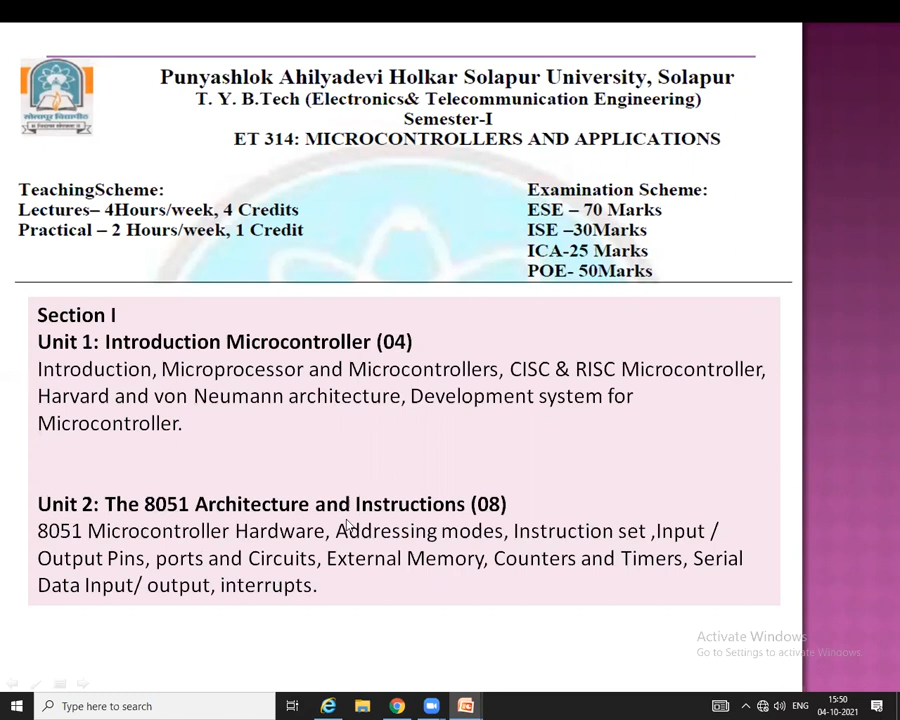 Punyashlok Ahilyadevi Holkar Solapur University, Solapur
T. Y. B.Tech (Electronics& Telecommunication Engineering)
Semester-I
ET 314: MICROCONTROLLERS AND APPLICATIONS
TeachingScheme:
Lectures– 4Hours/week, 4 Credits
Practical – 2 Hours/week, 1 Credit
Examination Scheme:
ESE – 70 Marks
ISE –30Marks
ICA-25 Marks
POE- 50Marks
Section I
Unit 1: Introduction Microcontroller (04)
Introduction, Microprocessor and Microcontrollers, CISC & RISC Microcontroller,
Harvard and von Neumann architecture, Development system for
Microcontroller.
Unit 2: The 8051 Architecture and Instructions (08)
8051 Microcontroller Hardware, Addressing modes, Instruction set ,Input /
Output Pins, ports and Circuits, External Memory, Counters and Timers, Serial
Data Input/ output, interrupts.
Activate Windows
Go to Settings to activate Windows.
Type here to search
ENG
15:50
04-10-2021